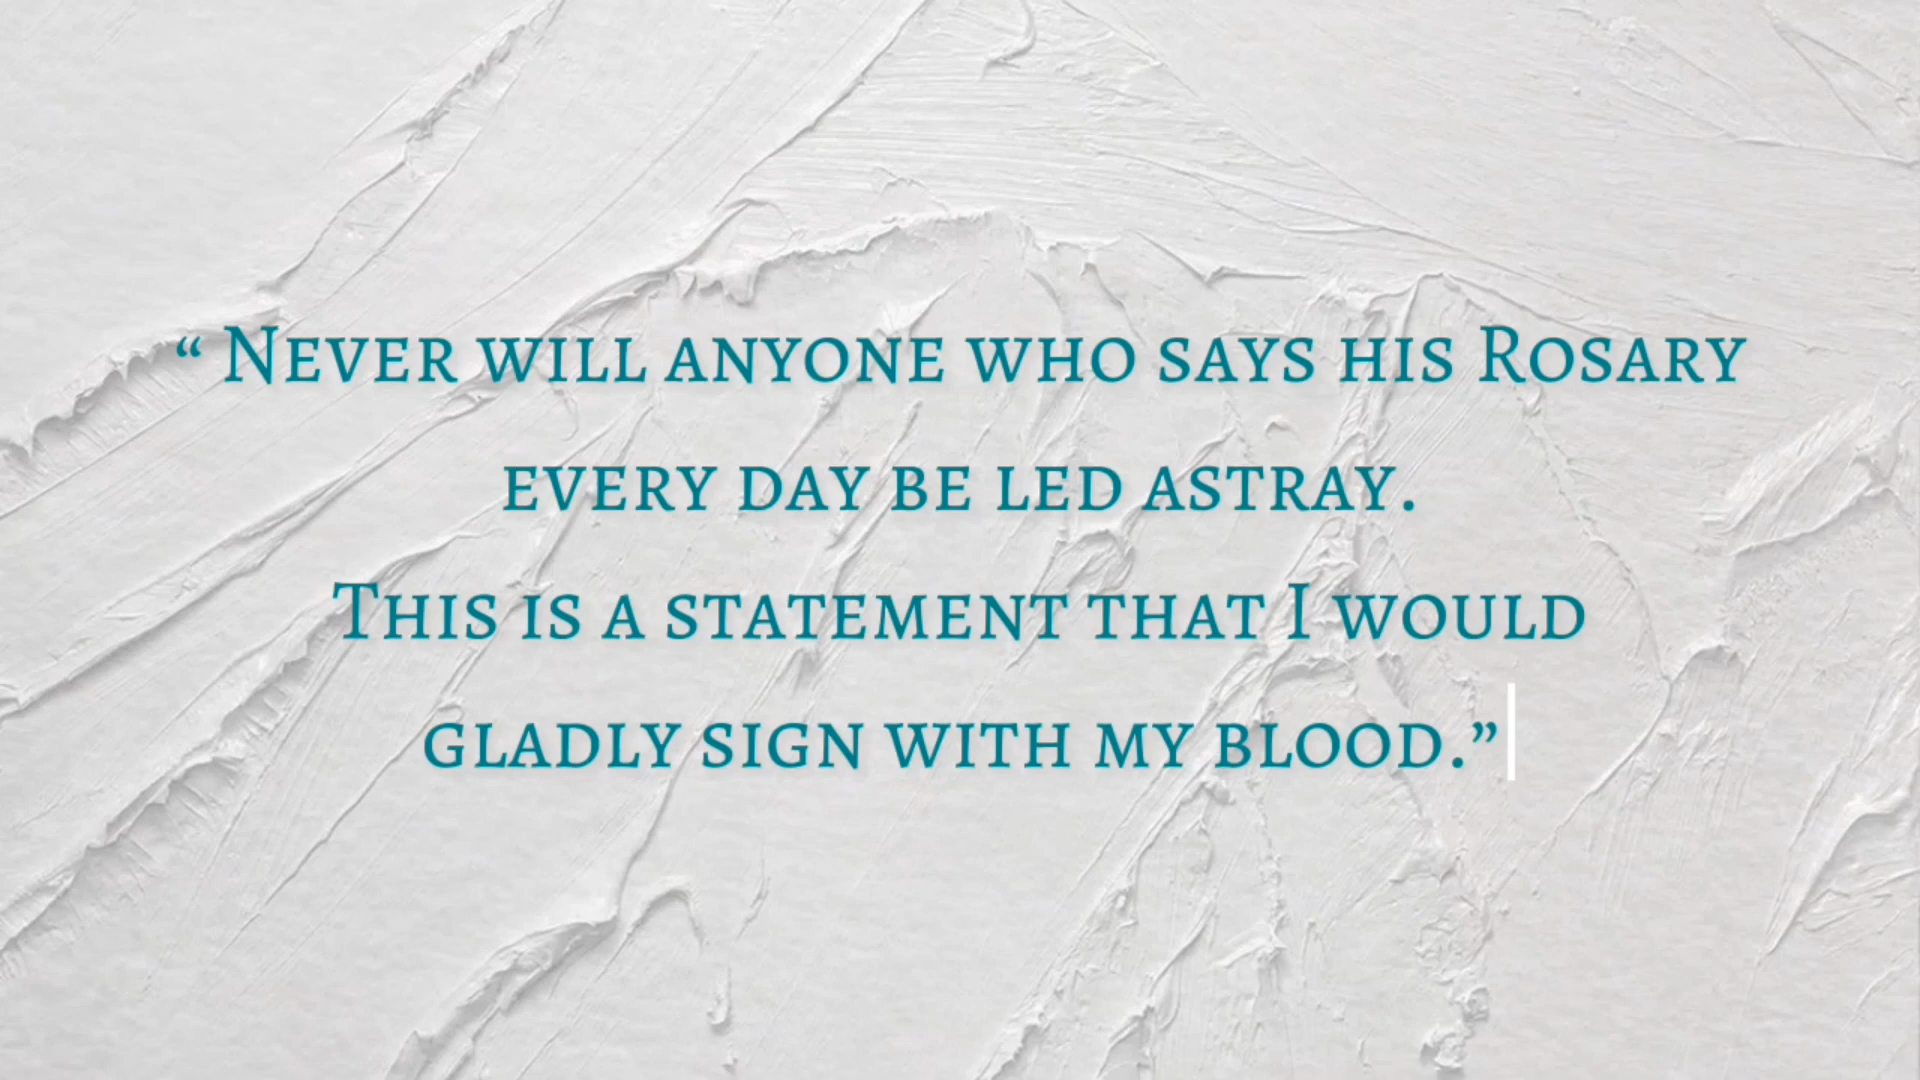 “ Never will anyone who says his Rosary
every day be led astray.
This is a statement that I would
gladly sign with my blood.”